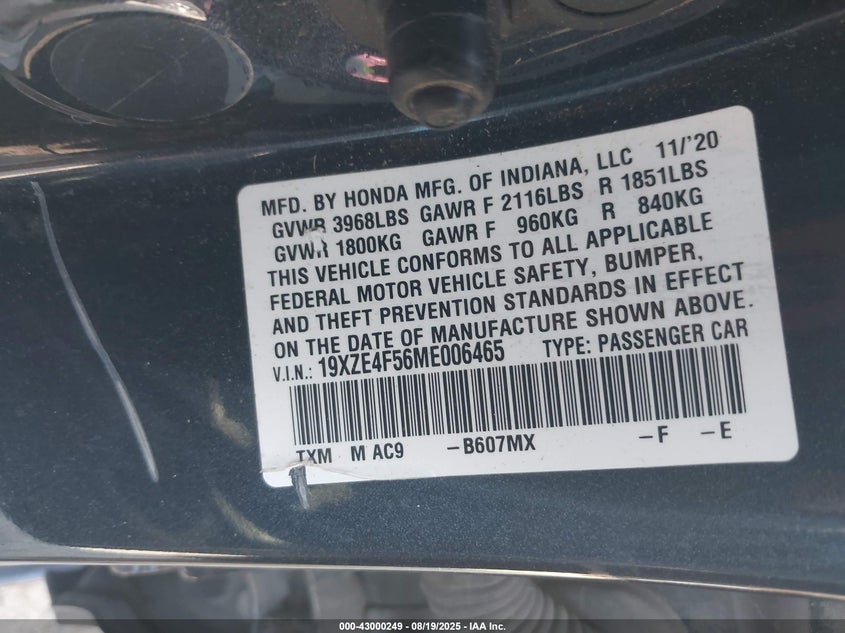 MFD. BY HONDA MFG. OF INDIANA, LLC 11/'20
GVWR 3968LBS GAWR F 2116LBS R 1851LBS
GVWR 1800KG GAWR F 960KG R 840KG
THIS VEHICLE CONFORMS TO ALL APPLICABLE
FEDERAL MOTOR VEHICLE SAFETY, BUMPER,
AND THEFT PREVENTION STANDARDS IN EFFECT
ON THE DATE OF MANUFACTURE SHOWN ABOVE.
V.I.N.: 19XZE4F56ME006465 TYPE: PASSENGER CAR
TXM M AC9 –B607MX –F –E
000-43000249 - 08/19/2025 - IAA Inc.